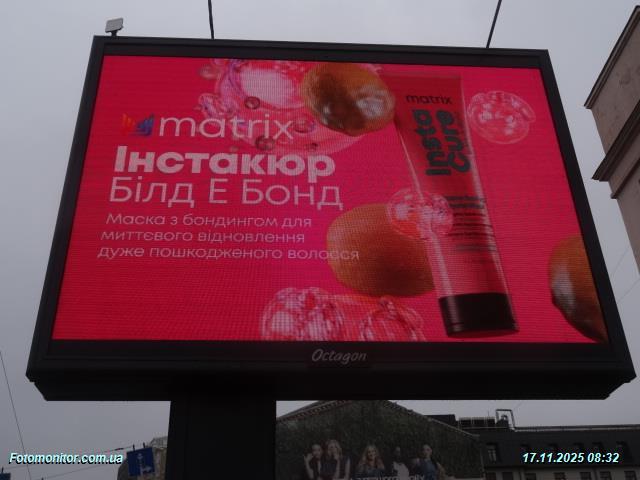 matrix
Інстакюр
Білд Е Бонд
Маска з бондингом для
миттєвого відновлення
дуже пошкодженого волосся
matrix
Insta
Cure
Octagon
Fotomonitor.com.ua
17.11.2025 08:32